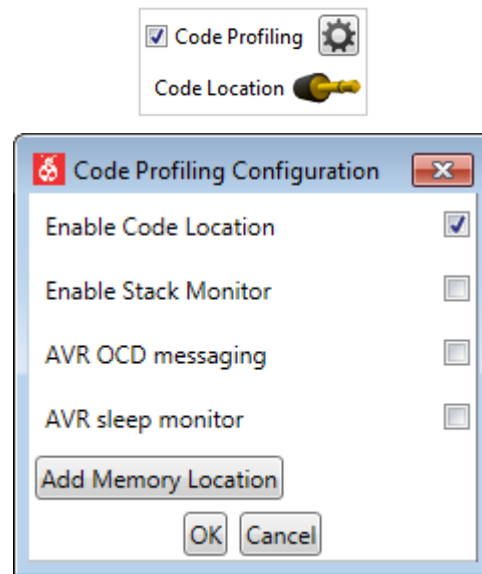 Code Profiling
Code Location
Code Profiling Configuration
Enable Code Location
Enable Stack Monitor
AVR OCD messaging
AVR sleep monitor
Add Memory Location
OK Cancel